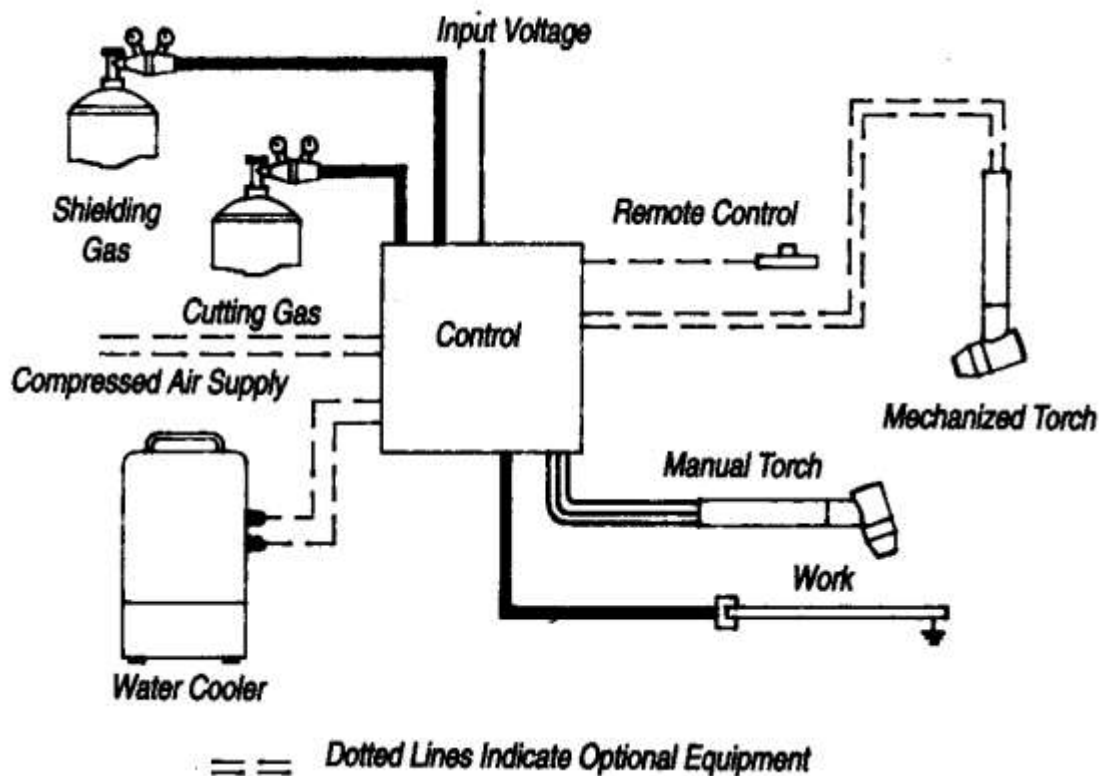 Input Voltage
Shielding
Gas
Remote Control
Cutting Gas
Control
Compressed Air Supply
Mechanized Torch
Manual Torch
Work
Water Cooler
Dotted Lines Indicate Optional Equipment